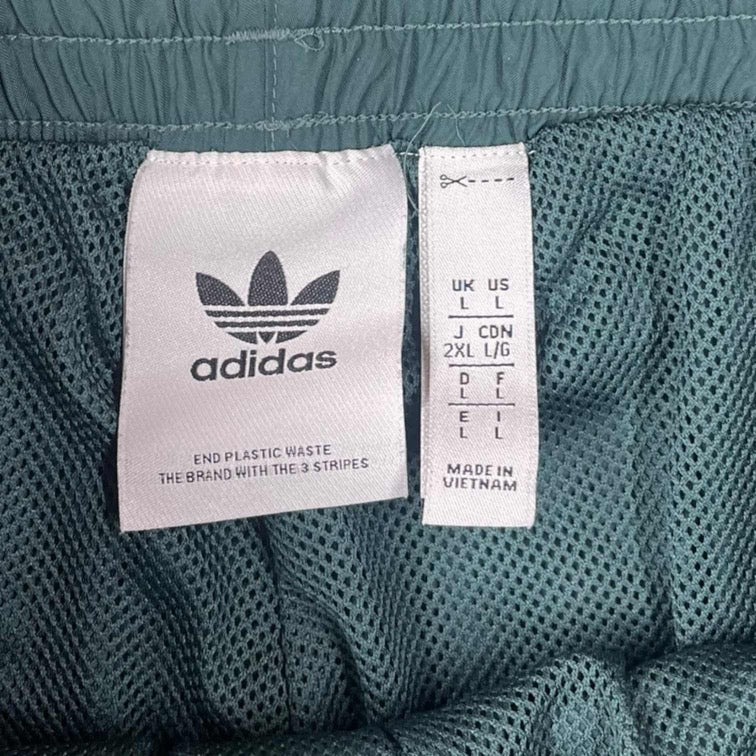 adidas
END PLASTIC WASTE
THE BRAND WITH THE 3 STRIPES
UK US
L L
J CDN
2XL L/G
D F
L L
E I
L L
MADE IN
VIETNAM